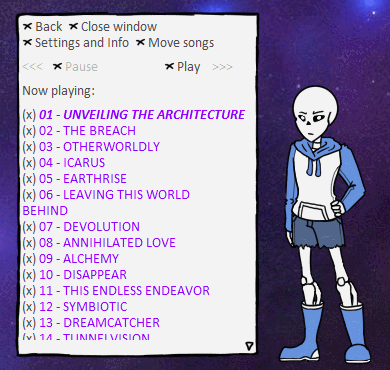 Back Close window
Settings and Info Move songs
<<< Pause Play >>>
Now playing:
(x) 01 - UNVEILING THE ARCHITECTURE
(x) 02 - THE BREACH
(x) 03 - OTHERWORLDLY
(x) 04 - ICARUS
(x) 05 - EARTHRISE
(x) 06 - LEAVING THIS WORLD
BEHIND
(x) 07 - DEVOLUTION
(x) 08 - ANNIHILATED LOVE
(x) 09 - ALCHEMY
(x) 10 - DISAPPEAR
(x) 11 - THIS ENDLESS ENDEAVOR
(x) 12 - SYMBIOTIC
(x) 13 - DREAMCATCHER
(x) 14 - TUNNELVISION